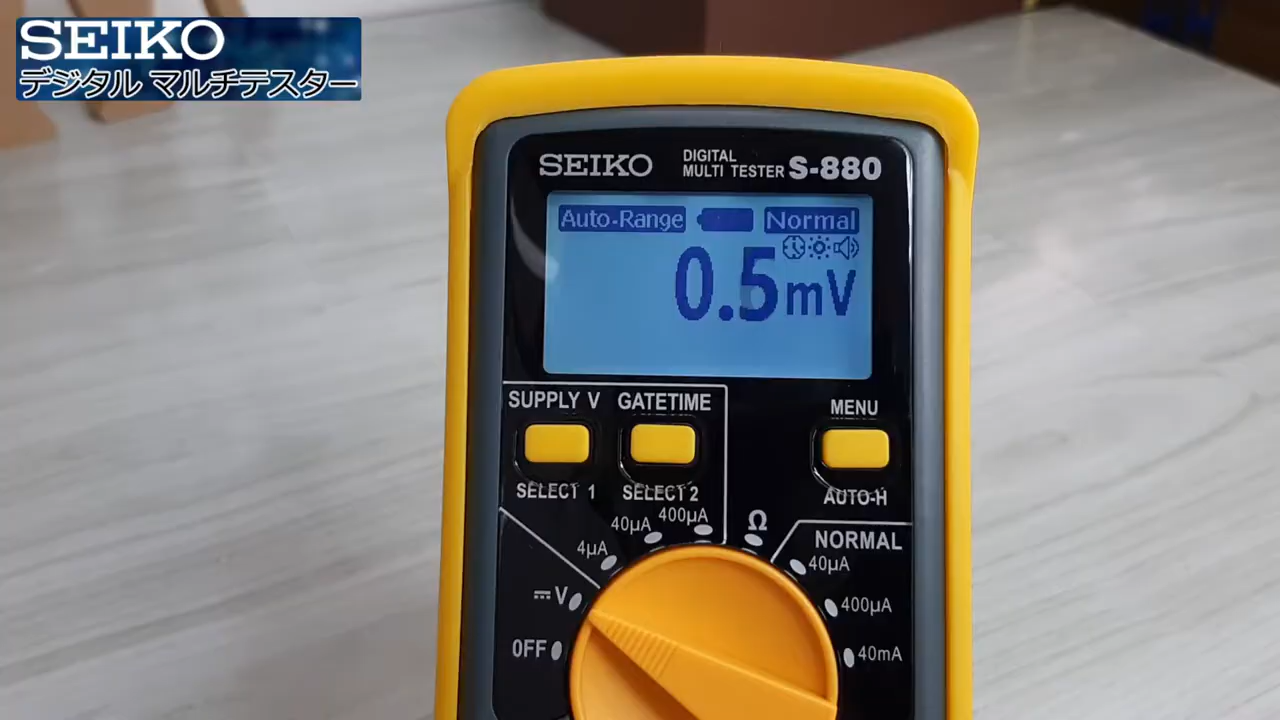 SEIKO
デジタル マルチテスター
SEIKO DIGITAL MULTI TESTER S-880
Auto-Range Normal
0.5mV
SUPPLY V GATETIME MENU
SELECT 1 SELECT 2 AUTO-H
4µA 40µA 400µA Ω NORMAL
⎓V 40µA
OFF 400µA
40mA